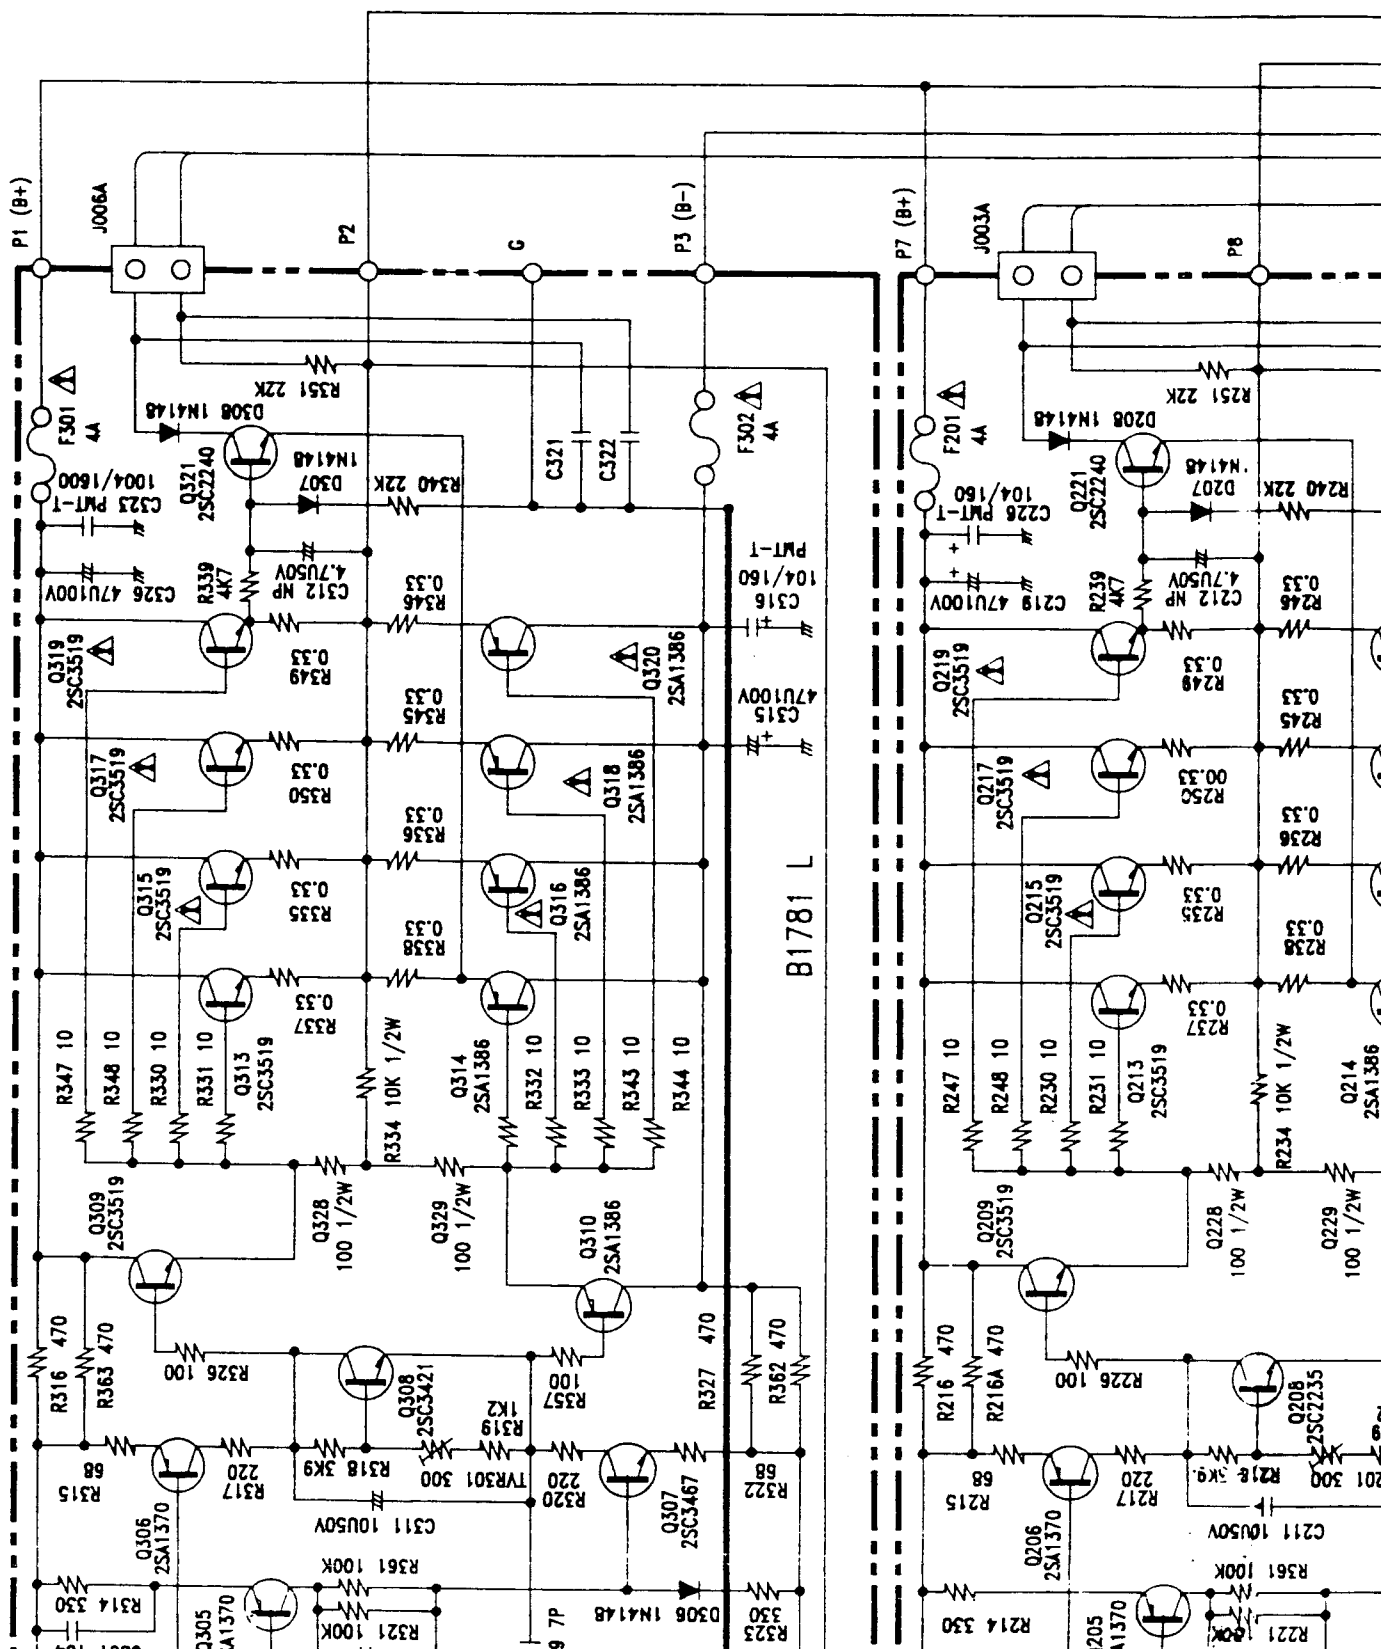 P1 (B+)
J006A
P2
G
P3 (B-)
P7 (B+)
J003A
P8
F301
4A
D308 1N4148
R351 22K
F302
4A
F201
4A
D208 1N4148
R251 22K
C323 PMT-T
1004/1600
Q321
2SC2240
D307
1N4148
R340 22K
C321
C322
C226 PMT-T
104/160
Q221
2SC2240
D207
R240 22K
C326 47U100V
R339
4K7
C312 NP
4.7U50V
R346
0.33
C316
104/160
PMT-T
C219 47U100V
R239
4K7
C212 NP
4.7U50V
R246
0.33
Q319
2SC3519
0.33
R349
R345
0.33
Q320
2SA1386
C315
47U100V
Q219
2SC3519
0.33
R249
R245
0.33
Q317
2SC3519
0.33
R350
R336
0.33
Q318
2SA1386
Q217
2SC3519
00.33
R236
0.33
Q315
2SC3519
0.33
R335
R338
0.33
Q316
2SA1386
B1781 L
Q215
2SC3519
0.33
R235
R238
0.33
0.33
R337
0.33
R237
R347 10
R348 10
R330 10
R331 10
Q313
2SC3519
R334 10K 1/2W
Q314
2SA1386
R332 10
R333 10
R343 10
R344 10
R247 10
R248 10
R230 10
R231 10
Q213
2SC3519
R234 10K 1/2W
Q214
2SA1386
Q309
2SC3519
Q328
100 1/2W
Q329
100 1/2W
Q310
2SA1386
Q209
2SC3519
Q228
100 1/2W
Q229
100 1/2W
R316 470
R363 470
R326 100
Q308
2SC3421
R319
1K2
100
R357
R327 470
R362 470
R216 470
R216A 470
R226 100
Q208
2SC2235
68
R315
220
R317
R318 3K9
300
TVR301
220
R320
Q307
2SC3467
68
R322
68
R215
220
R217
3K9
300
Q306
2SA1370
C311 10U50V
Q206
2SA1370
C211 10U50V
R361
100K
R361
100K
330 R314
Q305
R321
100K
D306 1N4148
330
R323
R214 330
R221